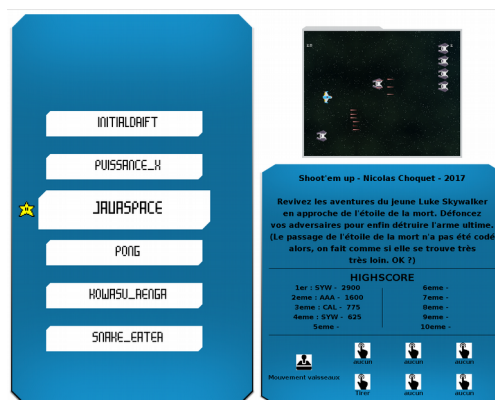 INITIALDRIFT
PUISSANCE_X
JAVASPACE
PONG
KOWASU_RENGA
SNAKE_EATER
Shoot'em up - Nicolas Choquet - 2017
Revivez les aventures du jeune Luke Skywalker
en approche de l'étoile de la mort. Défoncez
vos adversaires pour enfin détruire l'arme ultime.
(Le passage de l'étoile de la mort n'a pas été codé
alors, on fait comme si elle se trouve très
très loin. OK ?)
HIGHSCORE
1er : SYW - 2900
2eme : AAA - 1600
3eme : CAL - 775
4eme : SYW - 625
5eme -
6eme -
7eme -
8eme -
9eme -
10eme -
Mouvement vaisseaux
aucun aucun aucun
Tirer aucun aucun